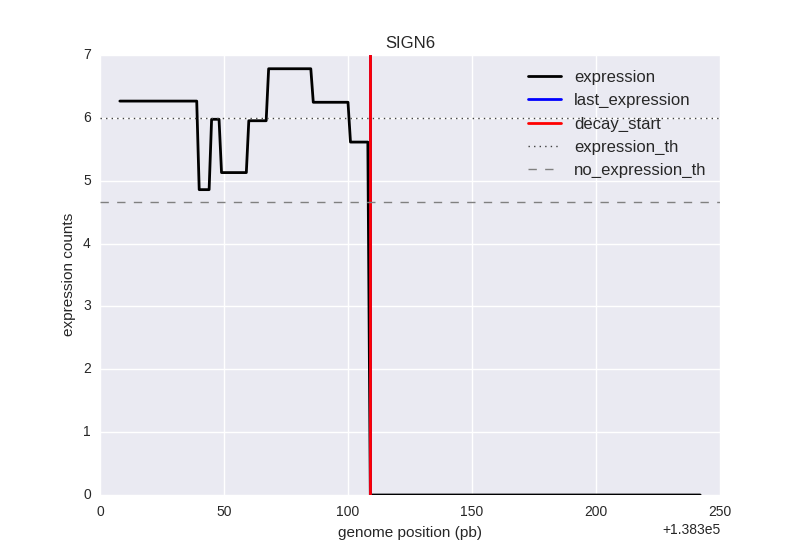 SIGN6
7
6
5
4
3
2
1
0
expression counts
expression
last_expression
decay_start
expression_th
no_expression_th
0
50
100
150
200
250
genome position (pb)
+1.383e5